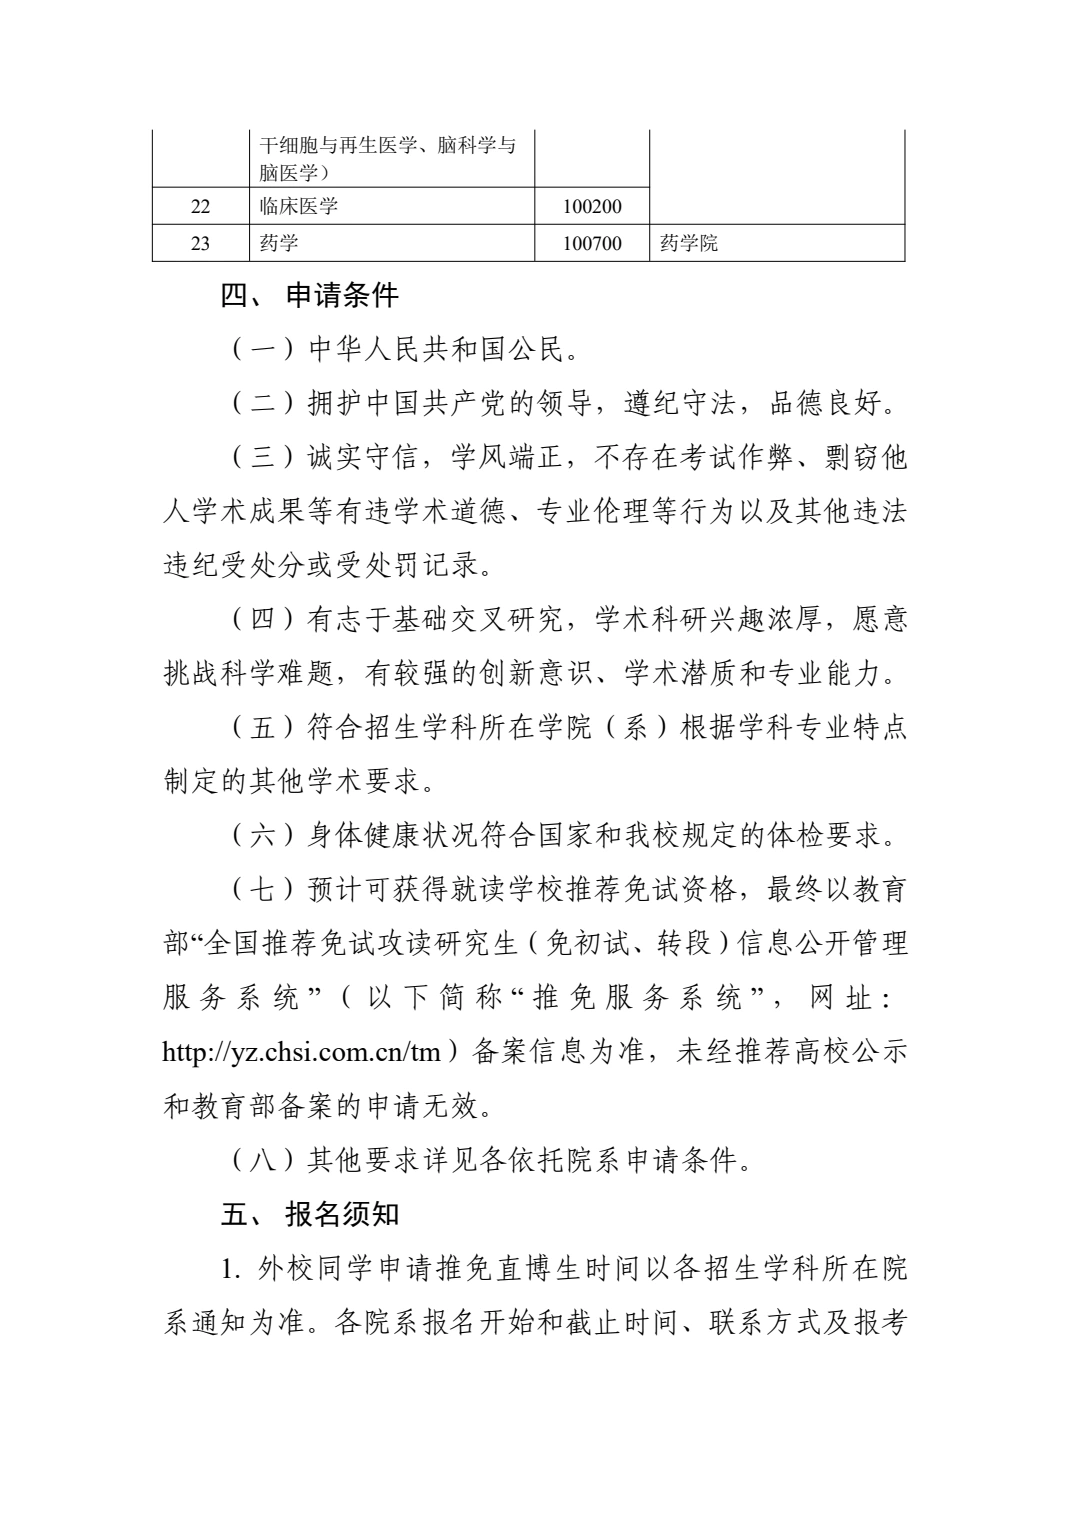 干细胞与再生医学、脑科学与
脑医学）
22 临床医学 100200
23 药学 100700 药学院
四、 申请条件
（一）中华人民共和国公民。
（二）拥护中国共产党的领导，遵纪守法，品德良好。
（三）诚实守信，学风端正，不存在考试作弊、剽窃他
人学术成果等有违学术道德、专业伦理等行为以及其他违法
违纪受处分或受处罚记录。
（四）有志于基础交叉研究，学术科研兴趣浓厚，愿意
挑战科学难题，有较强的创新意识、学术潜质和专业能力。
（五）符合招生学科所在学院（系）根据学科专业特点
制定的其他学术要求。
（六）身体健康状况符合国家和我校规定的体检要求。
（七）预计可获得就读学校推荐免试资格，最终以教育
部“全国推荐免试攻读研究生（免初试、转段）信息公开管理
服务系统”（以下简称“推免服务系统”，网址：
http://yz.chsi.com.cn/tm）备案信息为准，未经推荐高校公示
和教育部备案的申请无效。
（八）其他要求详见各依托院系申请条件。
五、 报名须知
1. 外校同学申请推免直博生时间以各招生学科所在院
系通知为准。各院系报名开始和截止时间、联系方式及报考